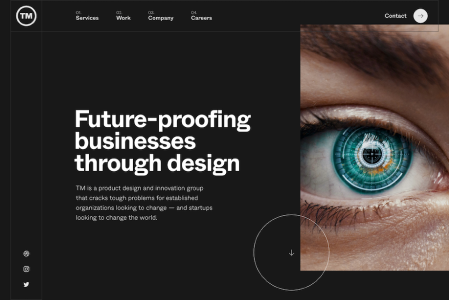 TM
01.
Services
02.
Work
03.
Company
04.
Careers
Contact
Future-proofing
businesses
through design
TM is a product design and innovation group
that cracks tough problems for established
organizations looking to change — and startups
looking to change the world.